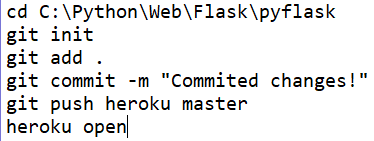 cd C:\Python\Web\Flask\pyflask
git init
git add .
git commit -m "Commited changes!"
git push heroku master
heroku open